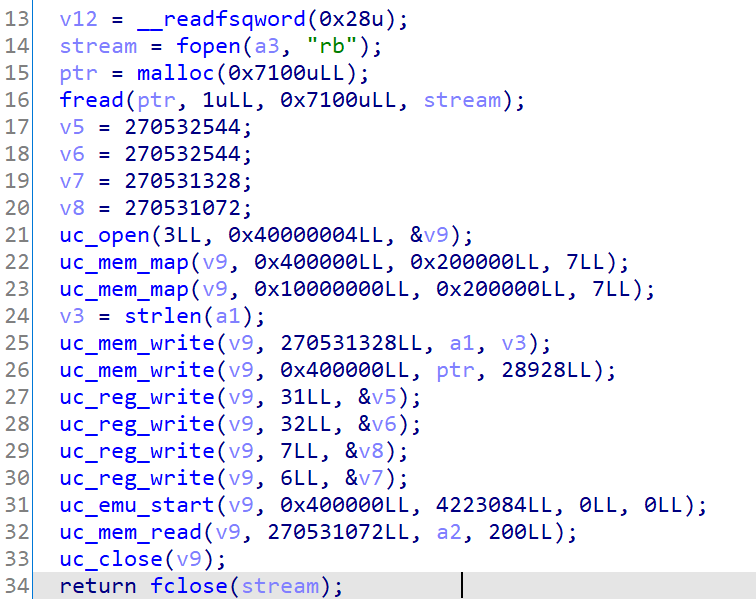 13 v12 = __readfsqword(0x28u);
14 stream = fopen(a3, "rb");
15 ptr = malloc(0x7100uLL);
16 fread(ptr, 1uLL, 0x7100uLL, stream);
17 v5 = 270532544;
18 v6 = 270532544;
19 v7 = 270531328;
20 v8 = 270531072;
21 uc_open(3LL, 0x40000004LL, &v9);
22 uc_mem_map(v9, 0x400000LL, 0x200000LL, 7LL);
23 uc_mem_map(v9, 0x10000000LL, 0x200000LL, 7LL);
24 v3 = strlen(a1);
25 uc_mem_write(v9, 270531328LL, a1, v3);
26 uc_mem_write(v9, 0x400000LL, ptr, 28928LL);
27 uc_reg_write(v9, 31LL, &v5);
28 uc_reg_write(v9, 32LL, &v6);
29 uc_reg_write(v9, 7LL, &v8);
30 uc_reg_write(v9, 6LL, &v7);
31 uc_emu_start(v9, 0x400000LL, 4223084LL, 0LL, 0LL);
32 uc_mem_read(v9, 270531072LL, a2, 200LL);
33 uc_close(v9);
34 return fclose(stream);